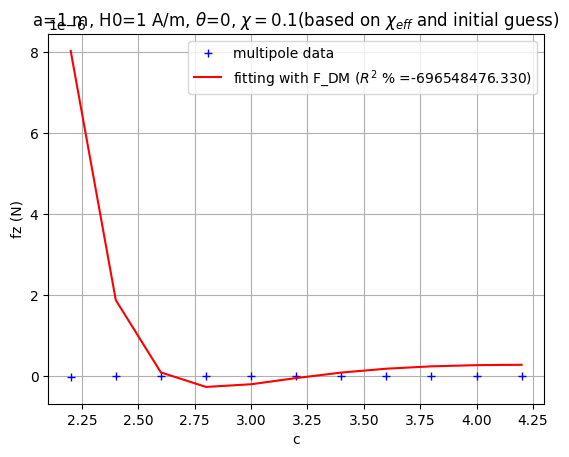 a=1 m, H0=1 A/m, θ=0, χ = 0.1(based on χeff and initial guess)
1e−6
multipole data
fitting with F_DM (R² % =-696548476.330)
8
6
4
2
0
fz (N)
2.25 2.50 2.75 3.00 3.25 3.50 3.75 4.00 4.25
c